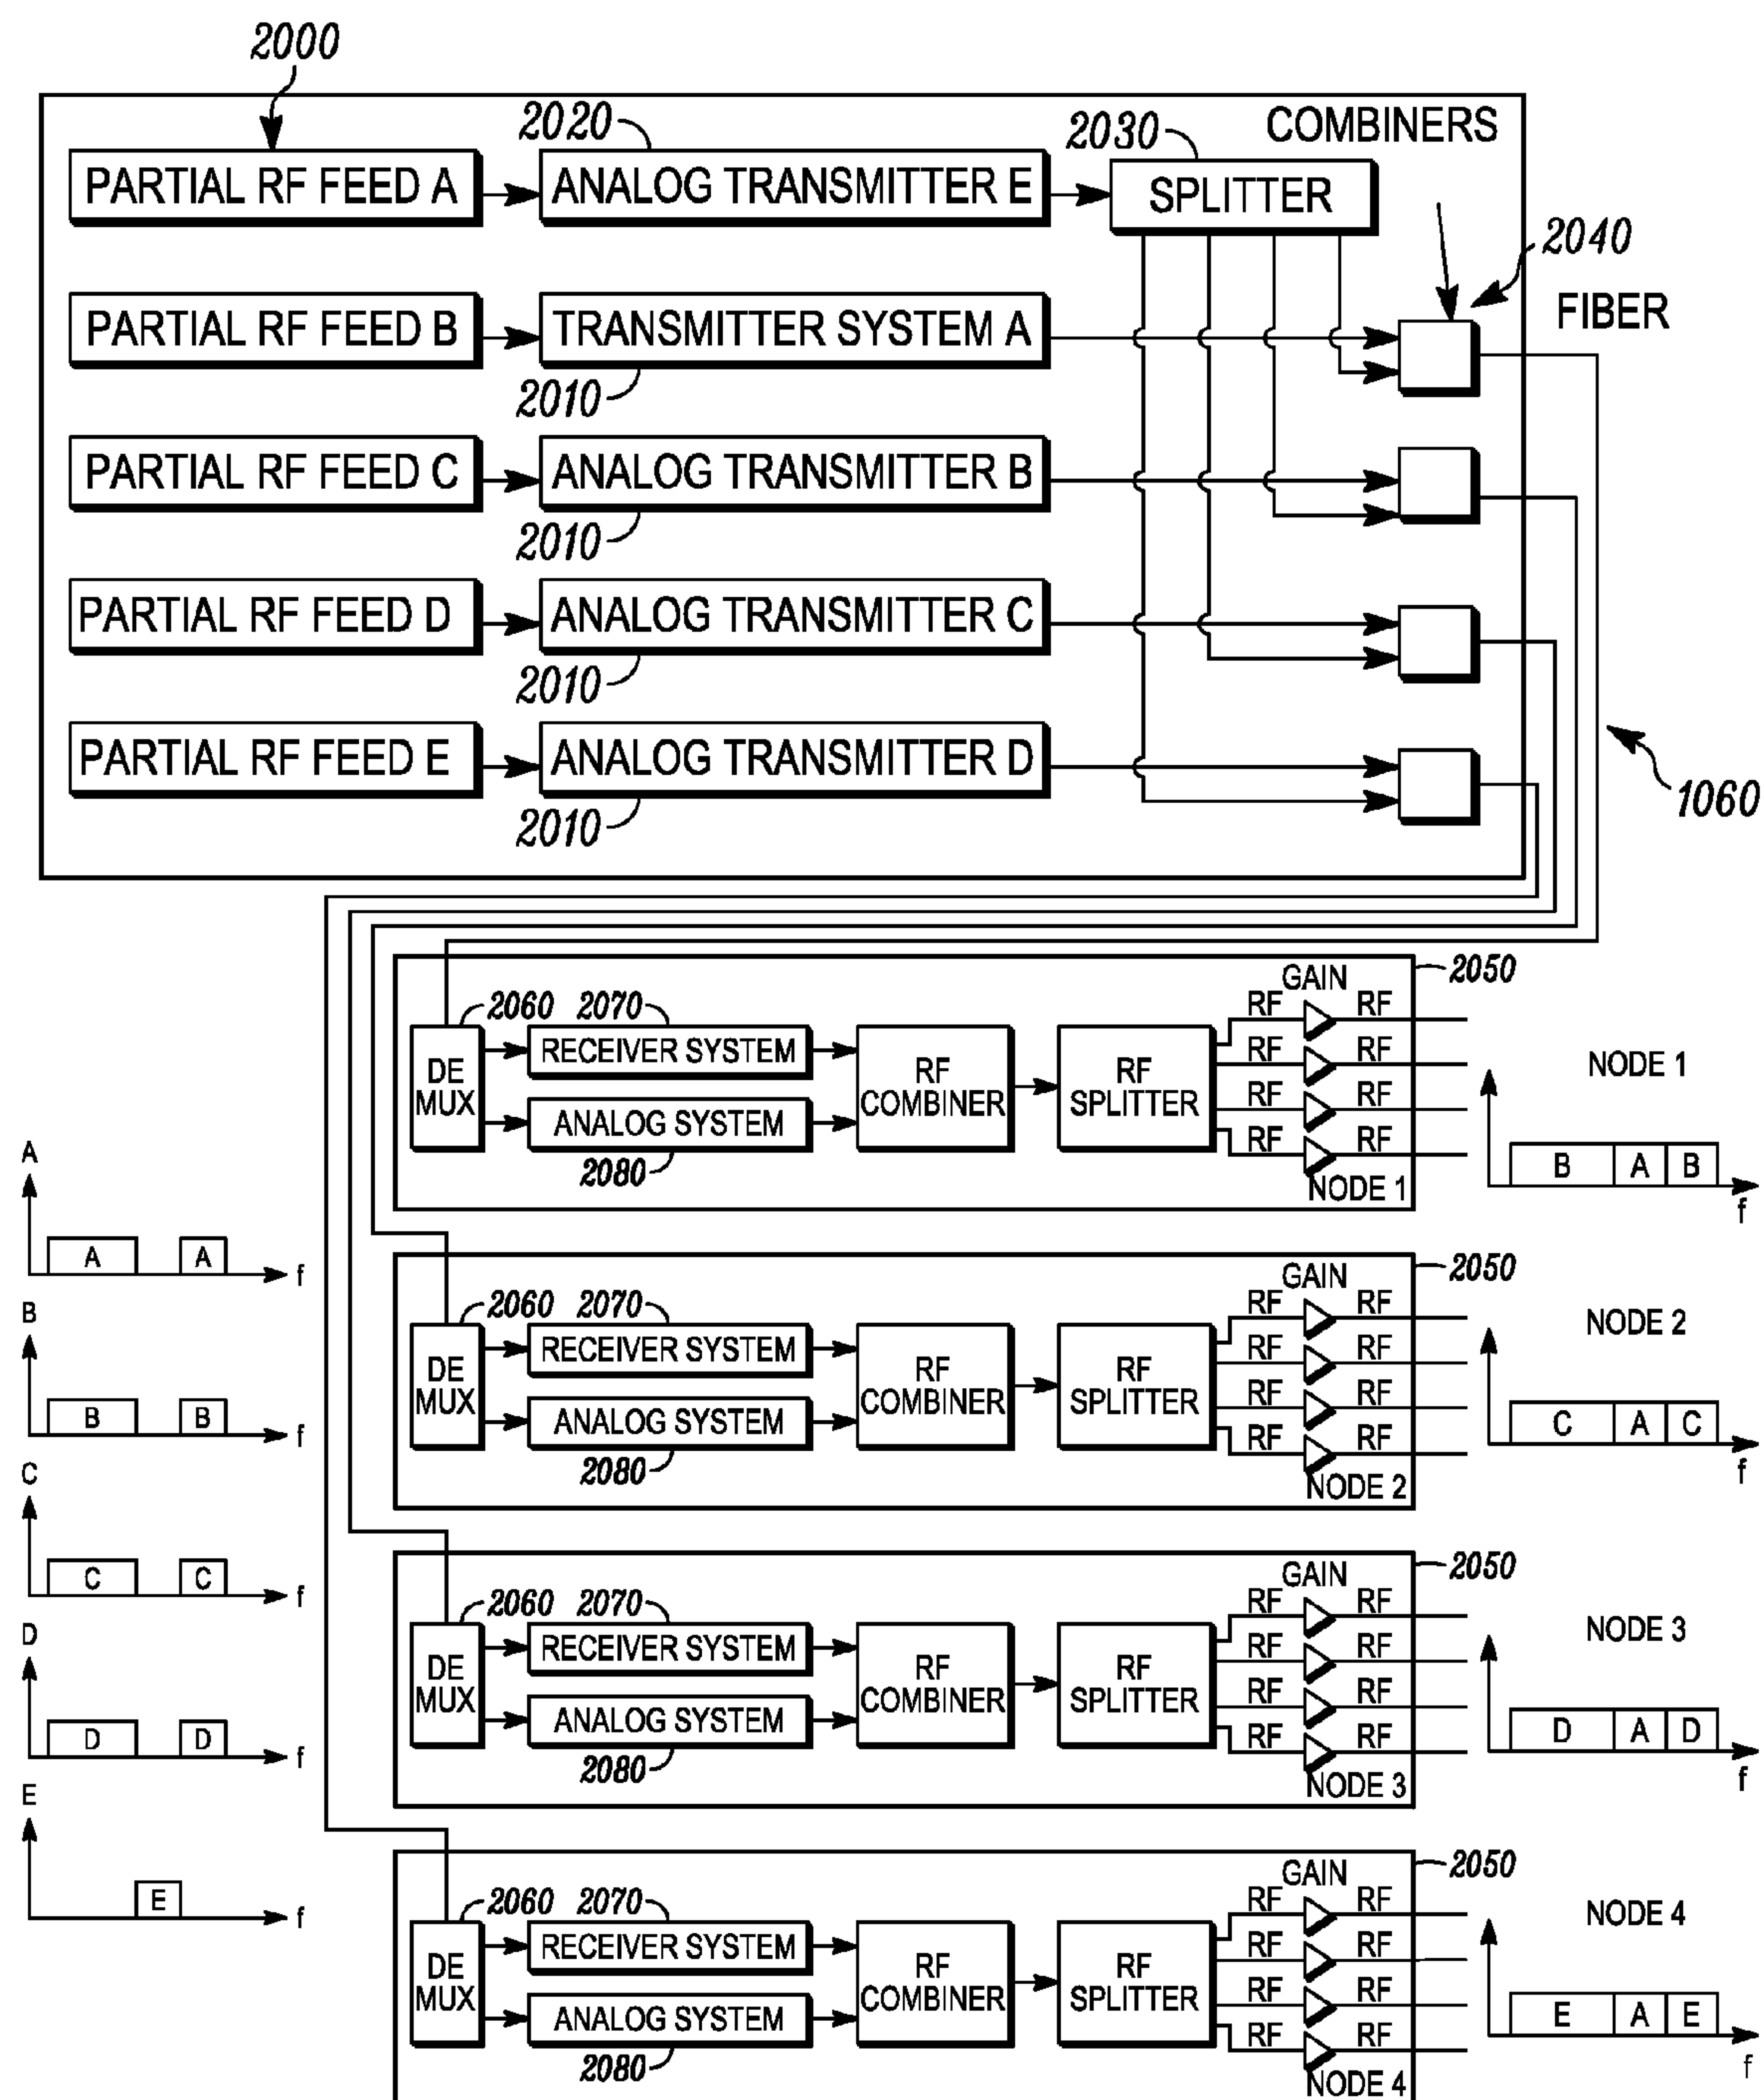 2000
2020
2030
COMBINERS
PARTIAL RF FEED A
ANALOG TRANSMITTER E
SPLITTER
2040
FIBER
PARTIAL RF FEED B
TRANSMITTER SYSTEM A
2010
PARTIAL RF FEED C
ANALOG TRANSMITTER B
2010
PARTIAL RF FEED D
ANALOG TRANSMITTER C
2010
PARTIAL RF FEED E
ANALOG TRANSMITTER D
2010
1060
2050
GAIN
2060 2070
RF RF
DE MUX
RECEIVER SYSTEM
RF COMBINER
RF SPLITTER
RF RF
ANALOG SYSTEM
RF RF
2080
RF RF
NODE 1
NODE 1
B A B
f
2050
GAIN
2060 2070
RF RF
DE MUX
RECEIVER SYSTEM
RF COMBINER
RF SPLITTER
RF RF
ANALOG SYSTEM
RF RF
2080
RF RF
NODE 2
NODE 2
C A C
f
2050
GAIN
2060 2070
RF RF
DE MUX
RECEIVER SYSTEM
RF COMBINER
RF SPLITTER
RF RF
ANALOG SYSTEM
RF RF
2080
RF RF
NODE 3
NODE 3
D A D
f
2050
GAIN
2060 2070
RF RF
DE MUX
RECEIVER SYSTEM
RF COMBINER
RF SPLITTER
RF RF
ANALOG SYSTEM
RF RF
2080
RF RF
NODE 4
NODE 4
E A E
f
A
A A f
B
B B f
C
C C f
D
D D f
E
E f